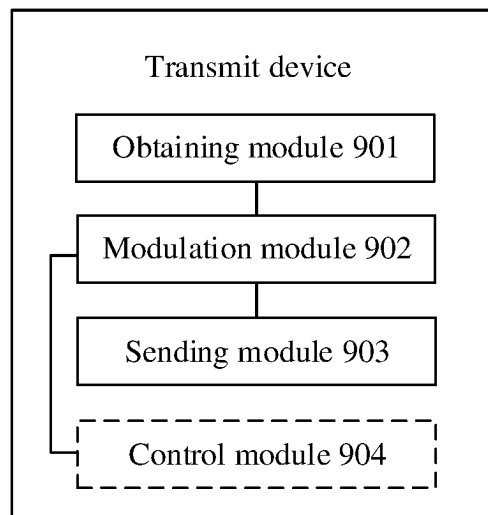 Transmit device
Obtaining module 901
Modulation module 902
Sending module 903
Control module 904